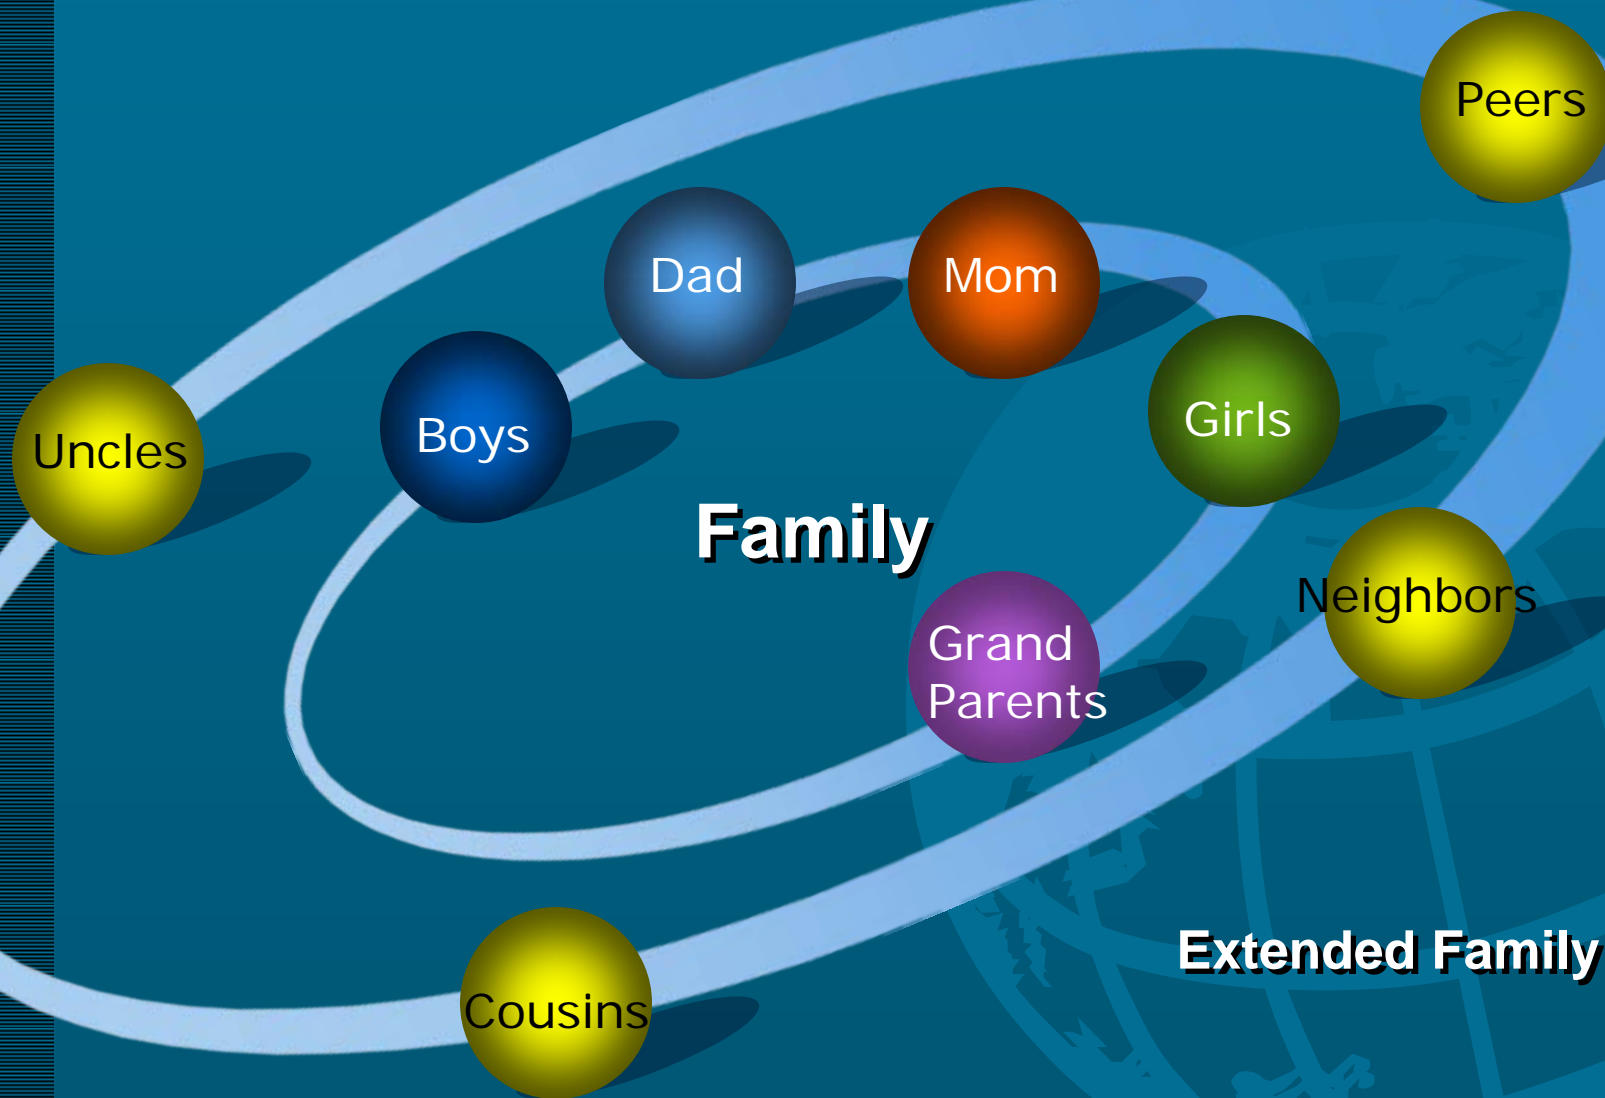 Peers
Dad
Mom
Boys
Girls
Uncles
Family
Neighbors
Grand
Parents
Extended Family
Cousins